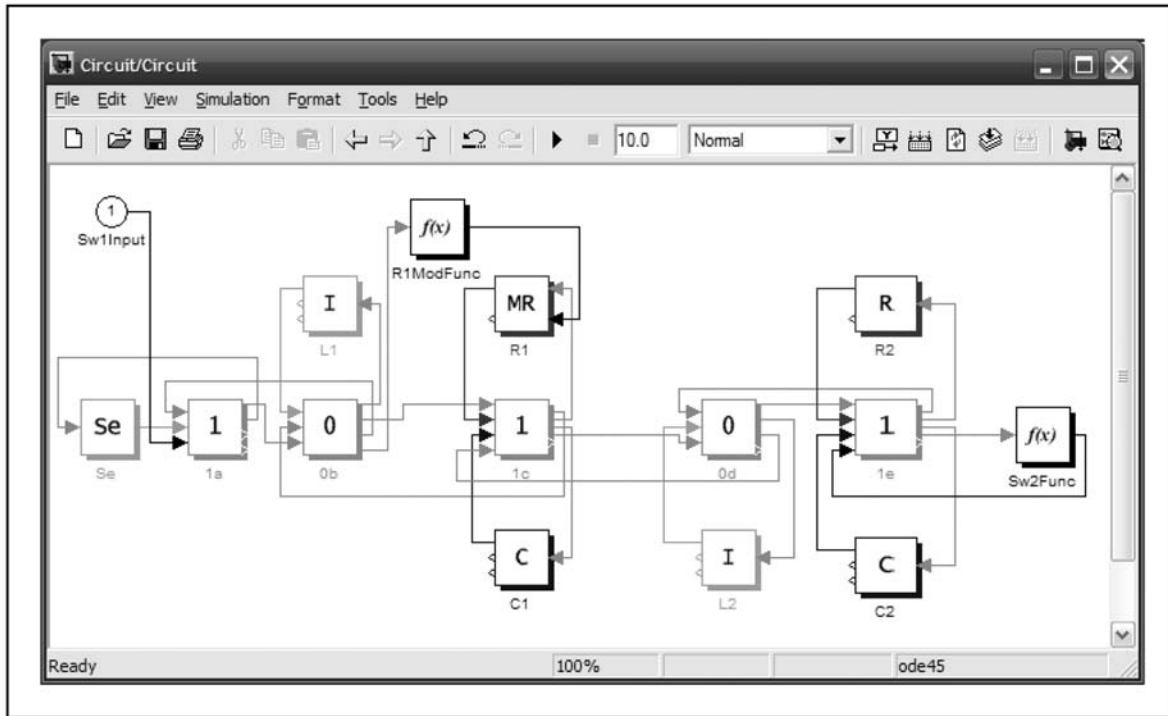 Circuit/Circuit
File Edit View Simulation Format Tools Help
10.0 Normal
1
Sw1Input
f(x)
R1ModFunc
I
L1
MR
R1
R
R2
Se
Se
1
1a
0
0b
1
1c
0
0d
1
1e
f(x)
Sw2Func
C
C1
I
L2
C
C2
Ready 100% ode45